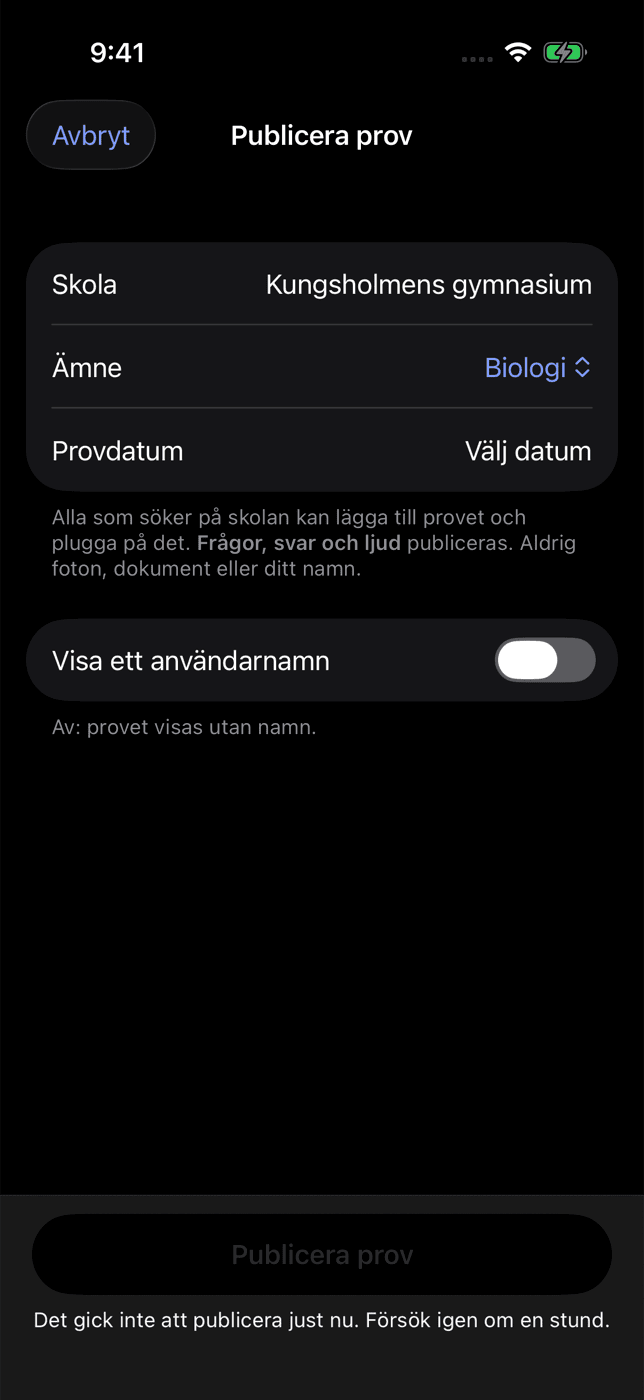 9:41
Avbryt
Publicera prov
Skola
Kungsholmens gymnasium
Ämne
Biologi
Provdatum
Välj datum
Alla som söker på skolan kan lägga till provet och
plugga på det. Frågor, svar och ljud publiceras. Aldrig
foton, dokument eller ditt namn.
Visa ett användarnamn
Av: provet visas utan namn.
Publicera prov
Det gick inte att publicera just nu. Försök igen om en stund.